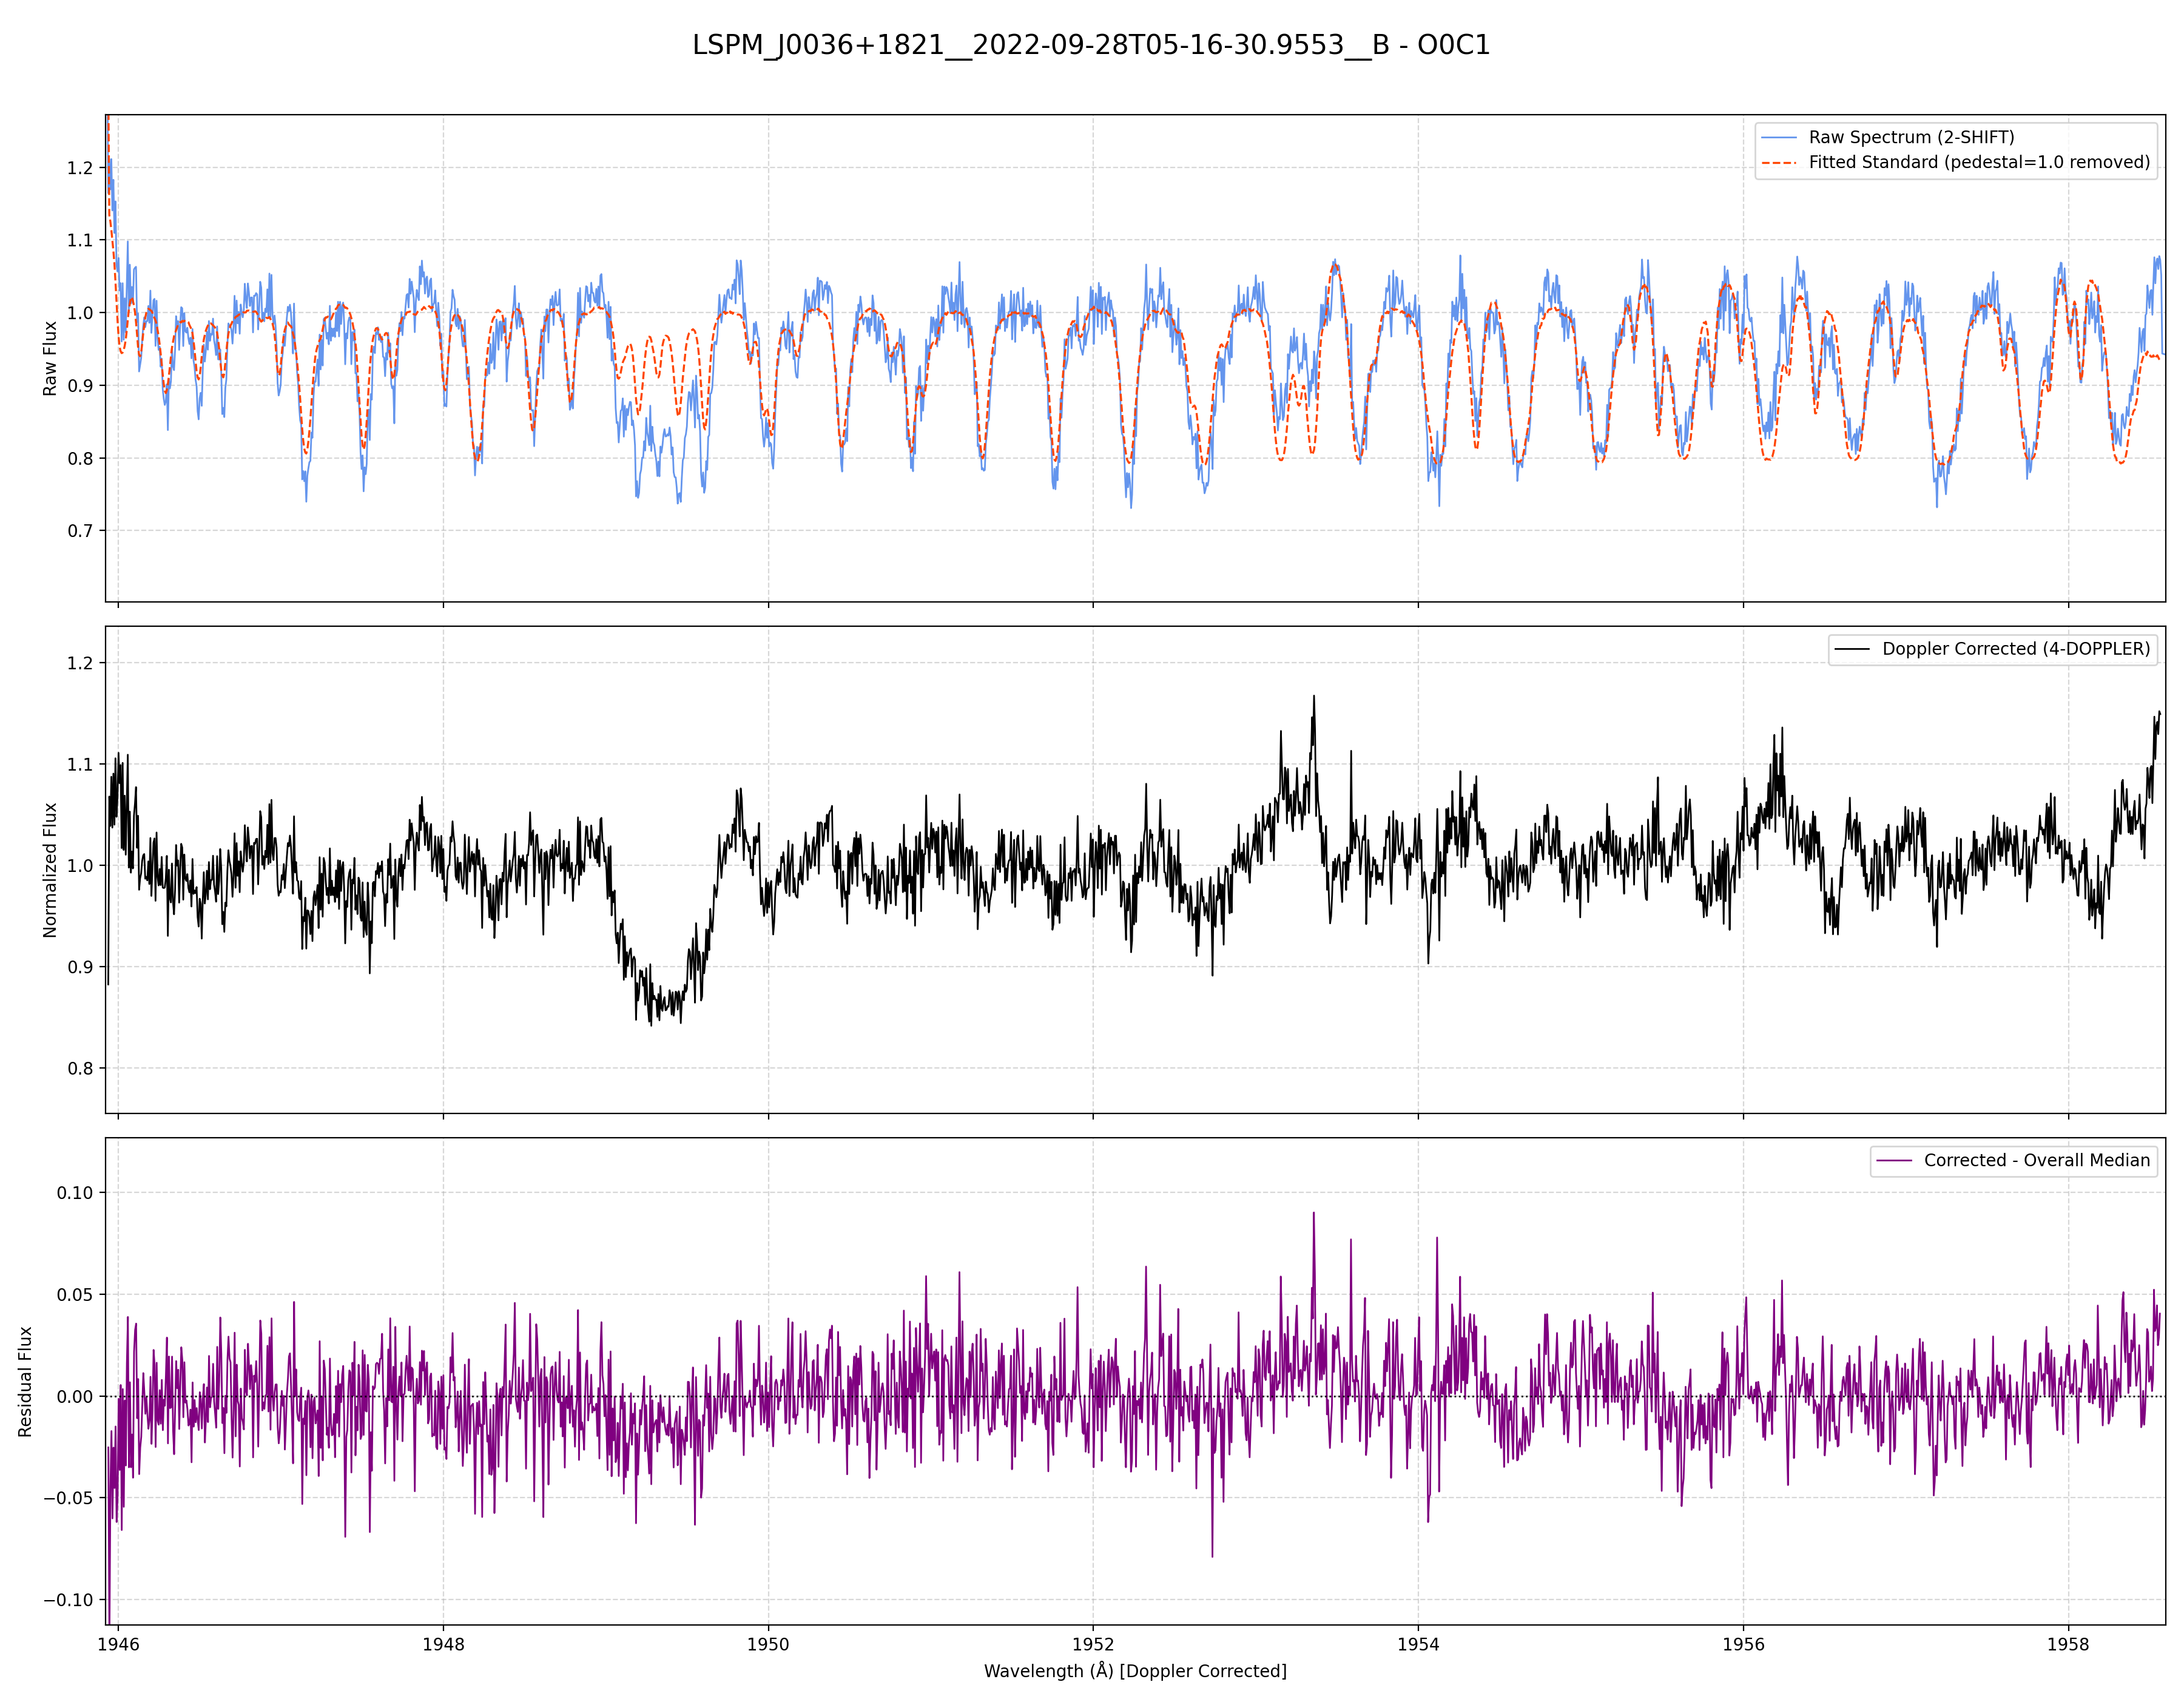 LSPM_J0036+1821__2022-09-28T05-16-30.9553__B - O0C1
Raw Spectrum (2-SHIFT)
Fitted Standard (pedestal=1.0 removed)
1.2
1.1
1.0
0.9
0.8
0.7
Raw Flux
Doppler Corrected (4-DOPPLER)
1.2
1.1
1.0
0.9
0.8
Normalized Flux
Corrected - Overall Median
0.10
0.05
0.00
−0.05
−0.10
Residual Flux
1946 1948 1950 1952 1954 1956 1958
Wavelength (Å) [Doppler Corrected]